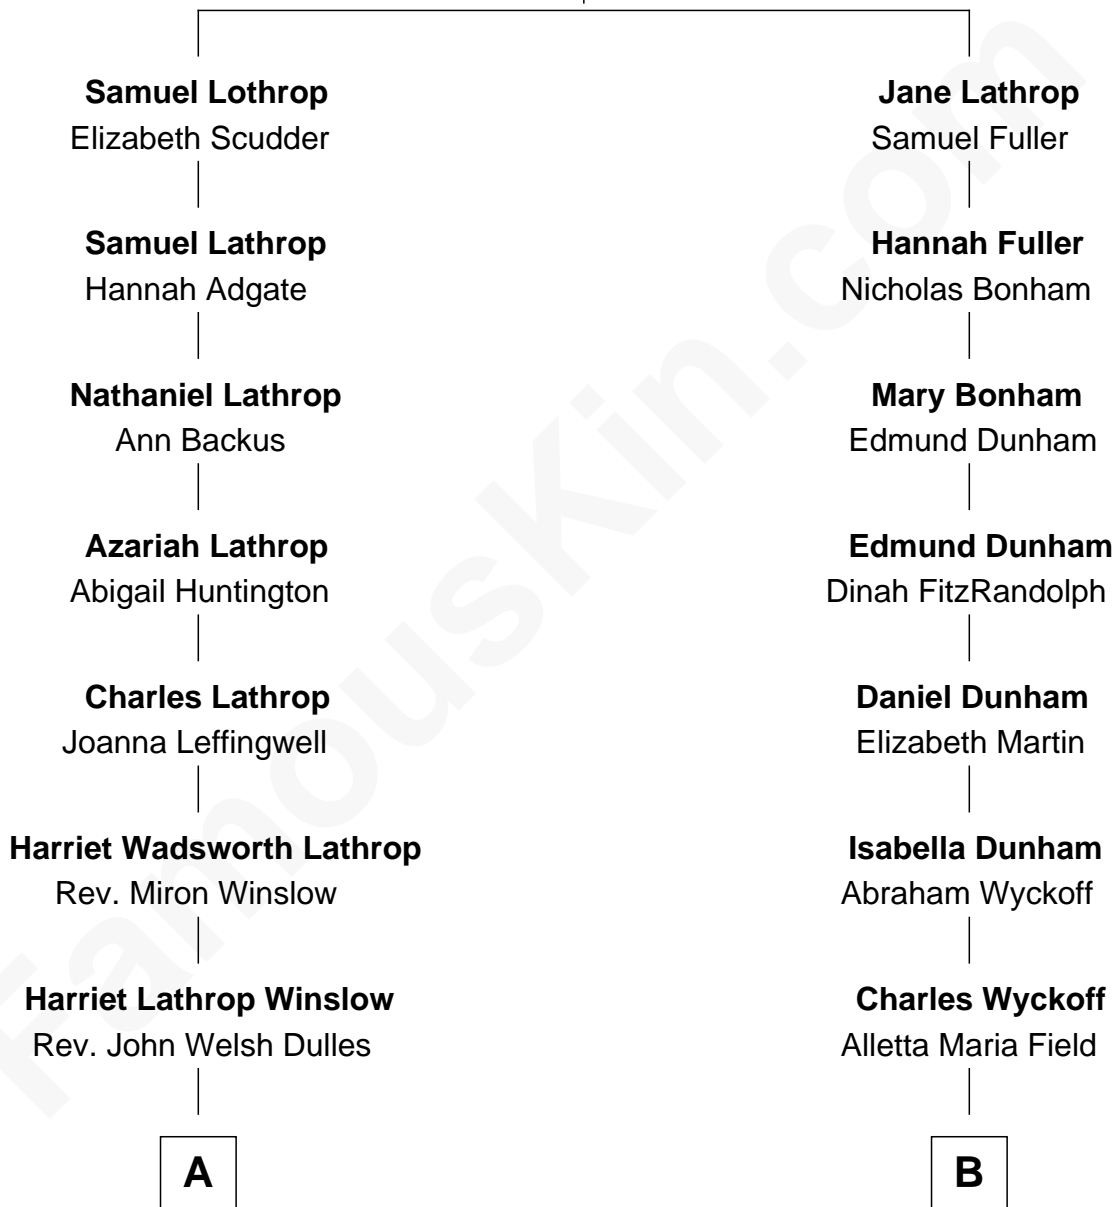 Samuel Lothrop
Elizabeth Scudder
Samuel Lathrop
Hannah Adgate
Nathaniel Lathrop
Ann Backus
Azariah Lathrop
Abigail Huntington
Charles Lathrop
Joanna Leffingwell
Harriet Wadsworth Lathrop
Rev. Miron Winslow
Harriet Lathrop Winslow
Rev. John Welsh Dulles
A
Jane Lathrop
Samuel Fuller
Hannah Fuller
Nicholas Bonham
Mary Bonham
Edmund Dunham
Edmund Dunham
Dinah FitzRandolph
Daniel Dunham
Elizabeth Martin
Isabella Dunham
Abraham Wyckoff
Charles Wyckoff
Alletta Maria Field
B
FamousKin.com